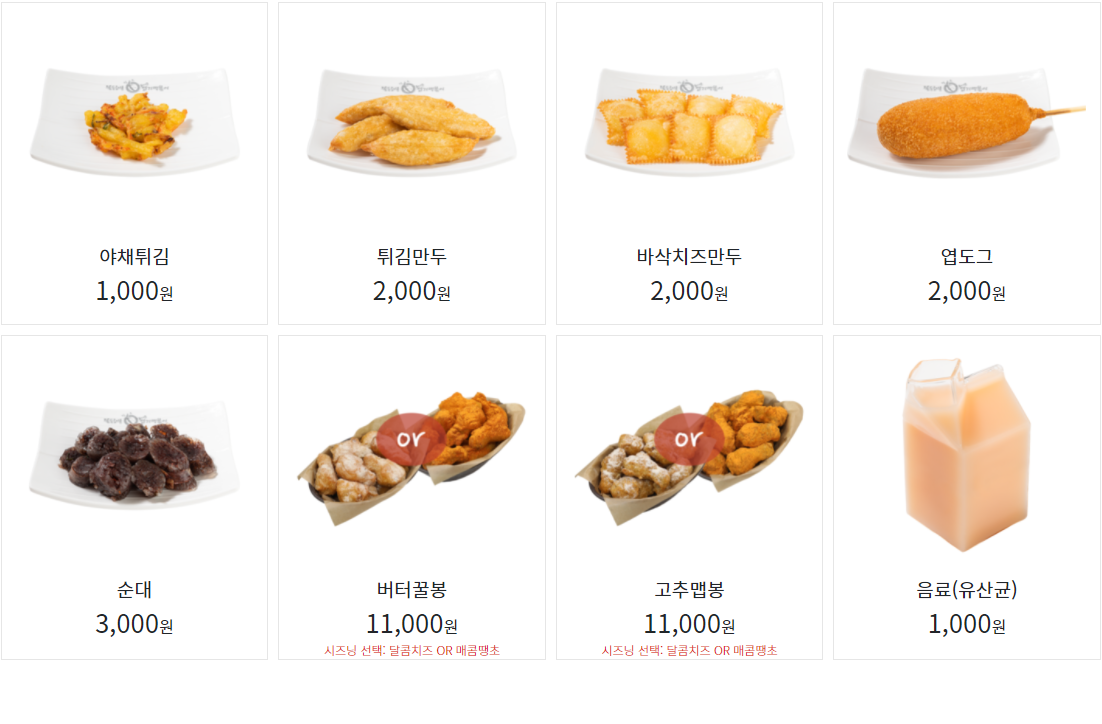 야채튀김
1,000원
튀김만두
2,000원
바삭치즈만두
2,000원
엽도그
2,000원
or
or
순대
3,000원
버터꿀봉
11,000원
시즈닝 선택: 달콤치즈 OR 매콤땡초
고추맵봉
11,000원
시즈닝 선택: 달콤치즈 OR 매콤땡초
음료(유산균)
1,000원